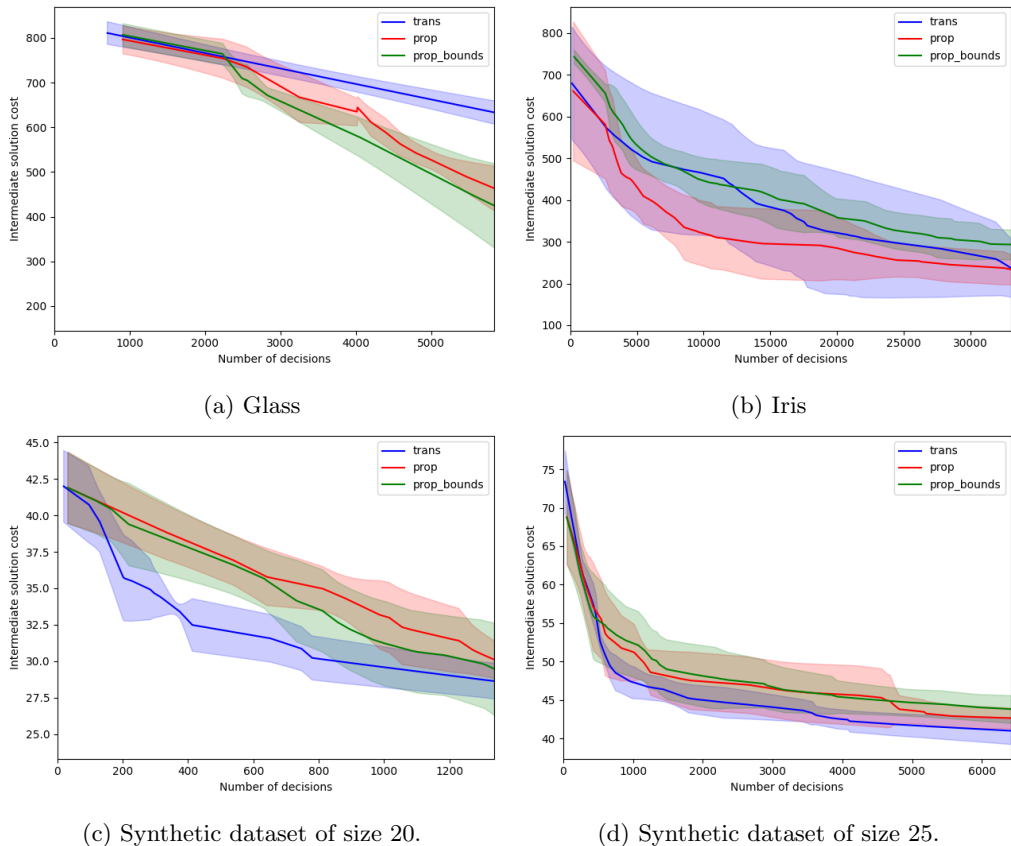 trans
prop
prop_bounds
800
700
600
500
400
300
200
Intermediate solution cost
1000 2000 3000 4000 5000
Number of decisions
(a) Glass
trans
prop
prop_bounds
800
700
600
500
400
300
200
100
Intermediate solution cost
0 5000 10000 15000 20000 25000 30000
Number of decisions
(b) Iris
trans
prop
prop_bounds
45.0
42.5
40.0
37.5
35.0
32.5
30.0
27.5
25.0
Intermediate solution cost
0 200 400 600 800 1000 1200
Number of decisions
(c) Synthetic dataset of size 20.
trans
prop
prop_bounds
75
70
65
60
55
50
45
40
Intermediate solution cost
0 1000 2000 3000 4000 5000 6000
Number of decisions
(d) Synthetic dataset of size 25.